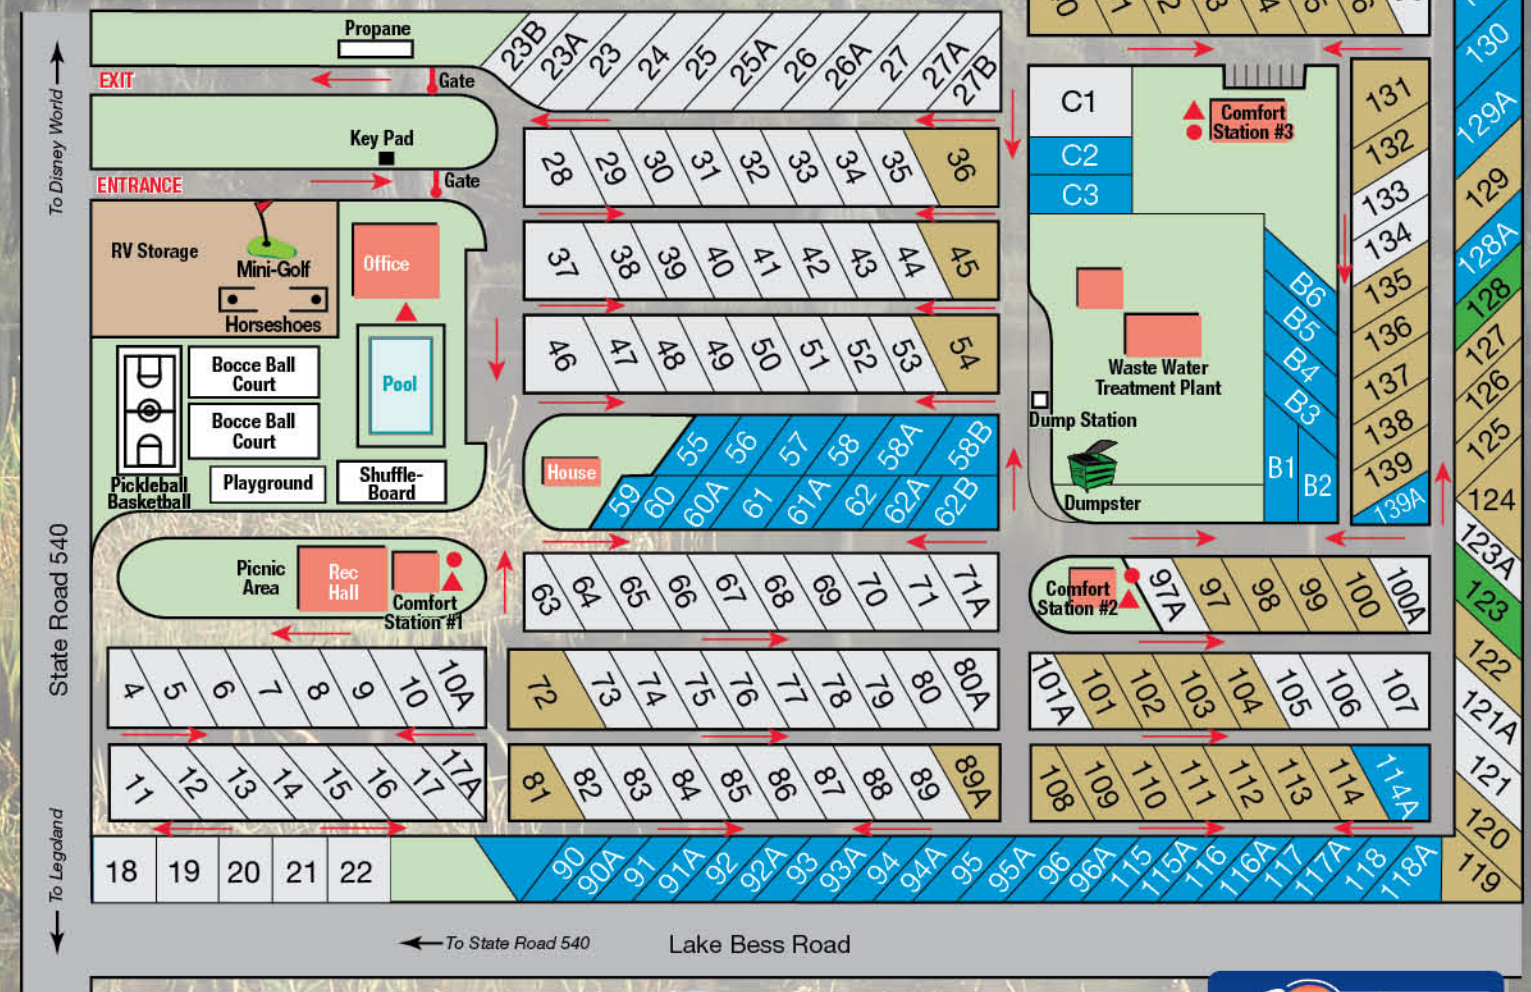 Propane
EXIT
Gate
Key Pad
ENTRANCE
Gate
To Disney World
RV Storage
Mini-Golf
Horseshoes
Office
Bocce Ball
Court
Bocce Ball
Court
Pool
Pickleball
Basketball
Playground
Shuffle-
Board
State Road 540
Picnic
Area
Rec
Hall
Comfort
Station #1
To Legoland
23B 23A 23 24 25 25A 26 26A 27 27A 27B
28 29 30 31 32 33 34 35 36
37 38 39 40 41 42 43 44 45
46 47 48 49 50 51 52 53 54
House
55 56 57 58 58A 58B
59 60 60A 61 61A 62 62A 62B
63 64 65 66 67 68 69 70 71 71A
4 5 6 7 8 9 10 10A
72 73 74 75 76 77 78 79 80 80A
11 12 13 14 15 16 17 17A
81 82 83 84 85 86 87 88 89 89A
18 19 20 21 22
90 90A 91 91A 92 92A 93 93A 94 94A 95 95A 96 96A 115 115A 116 116A 117 117A 118 118A
C1
C2
C3
Comfort
Station #3
Waste Water
Treatment Plant
Dump Station
Dumpster
B6
B5
B4
B3
B1
B2
131
132
133
134
135
136
137
138
139
139A
Comfort
Station #2
97A 97 98 99 100 100A
101A 101 102 103 104 105 106 107
108 109 110 111 112 113 114 114A
130
129A
129
128A
128
127
126
125
124
123A
123
122
121A
121
120
119
To State Road 540
Lake Bess Road